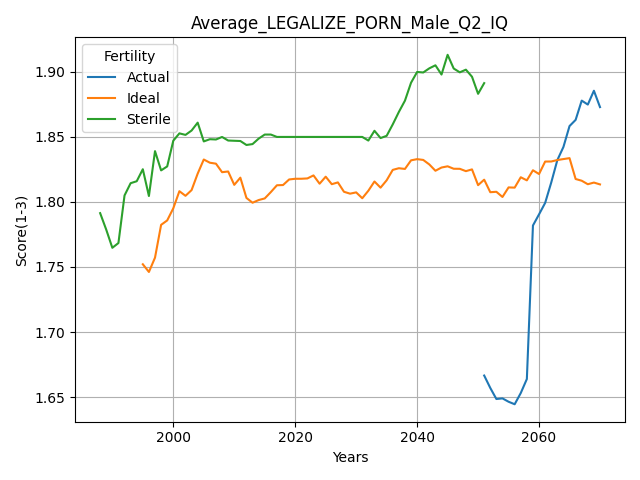 Average_LEGALIZE_PORN_Male_Q2_IQ
Fertility
Actual
Ideal
Sterile
Score(1-3)
1.90
1.85
1.80
1.75
1.70
1.65
2000 2020 2040 2060
Years